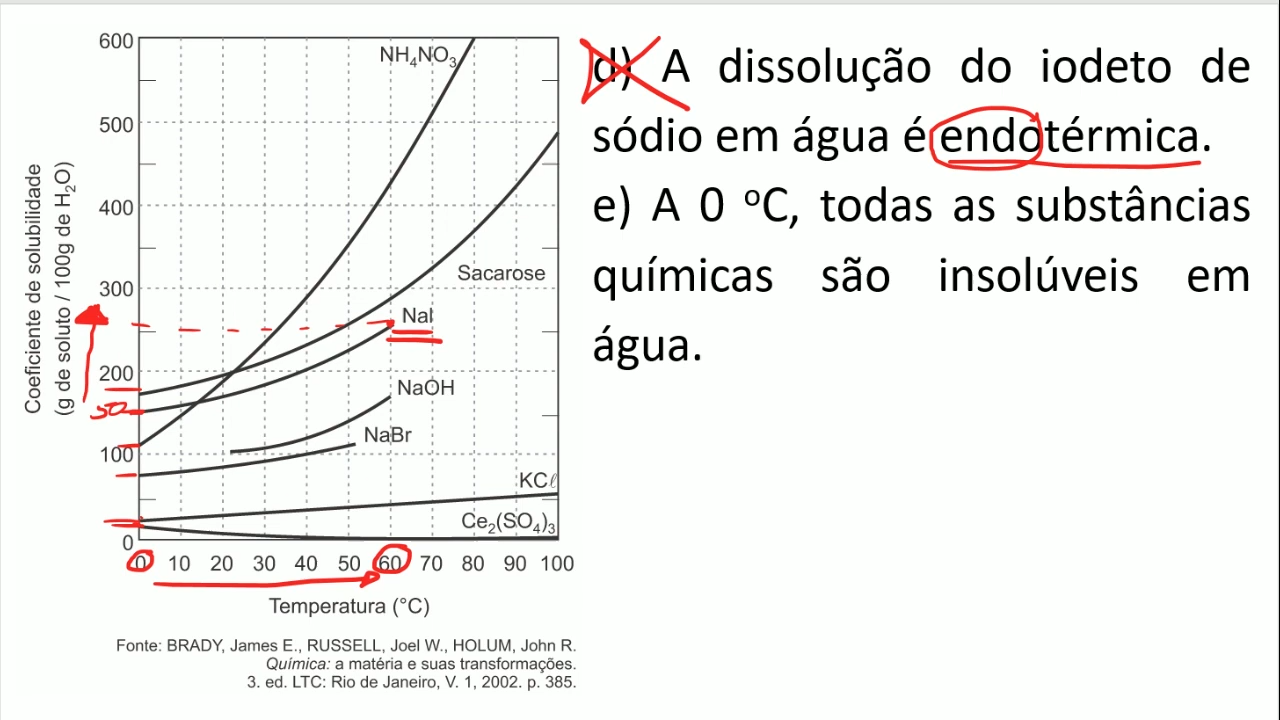 600
500
400
300
200
100
0
50
0 10 20 30 40 50 60 70 80 90 100
Coeficiente de solubilidade
(g de soluto / 100g de H₂O)
NH₄NO₃
Sacarose
NaI
NaOH
NaBr
KCℓ
Ce₂(SO₄)₃
Temperatura (°C)
Fonte: BRADY, James E., RUSSELL, Joel W., HOLUM, John R.
Química: a matéria e suas transformações.
3. ed. LTC: Rio de Janeiro, V. 1, 2002. p. 385.
d) A dissolução do iodeto de
sódio em água é endotérmica.
e) A 0 ºC, todas as substâncias
químicas são insolúveis em
água.